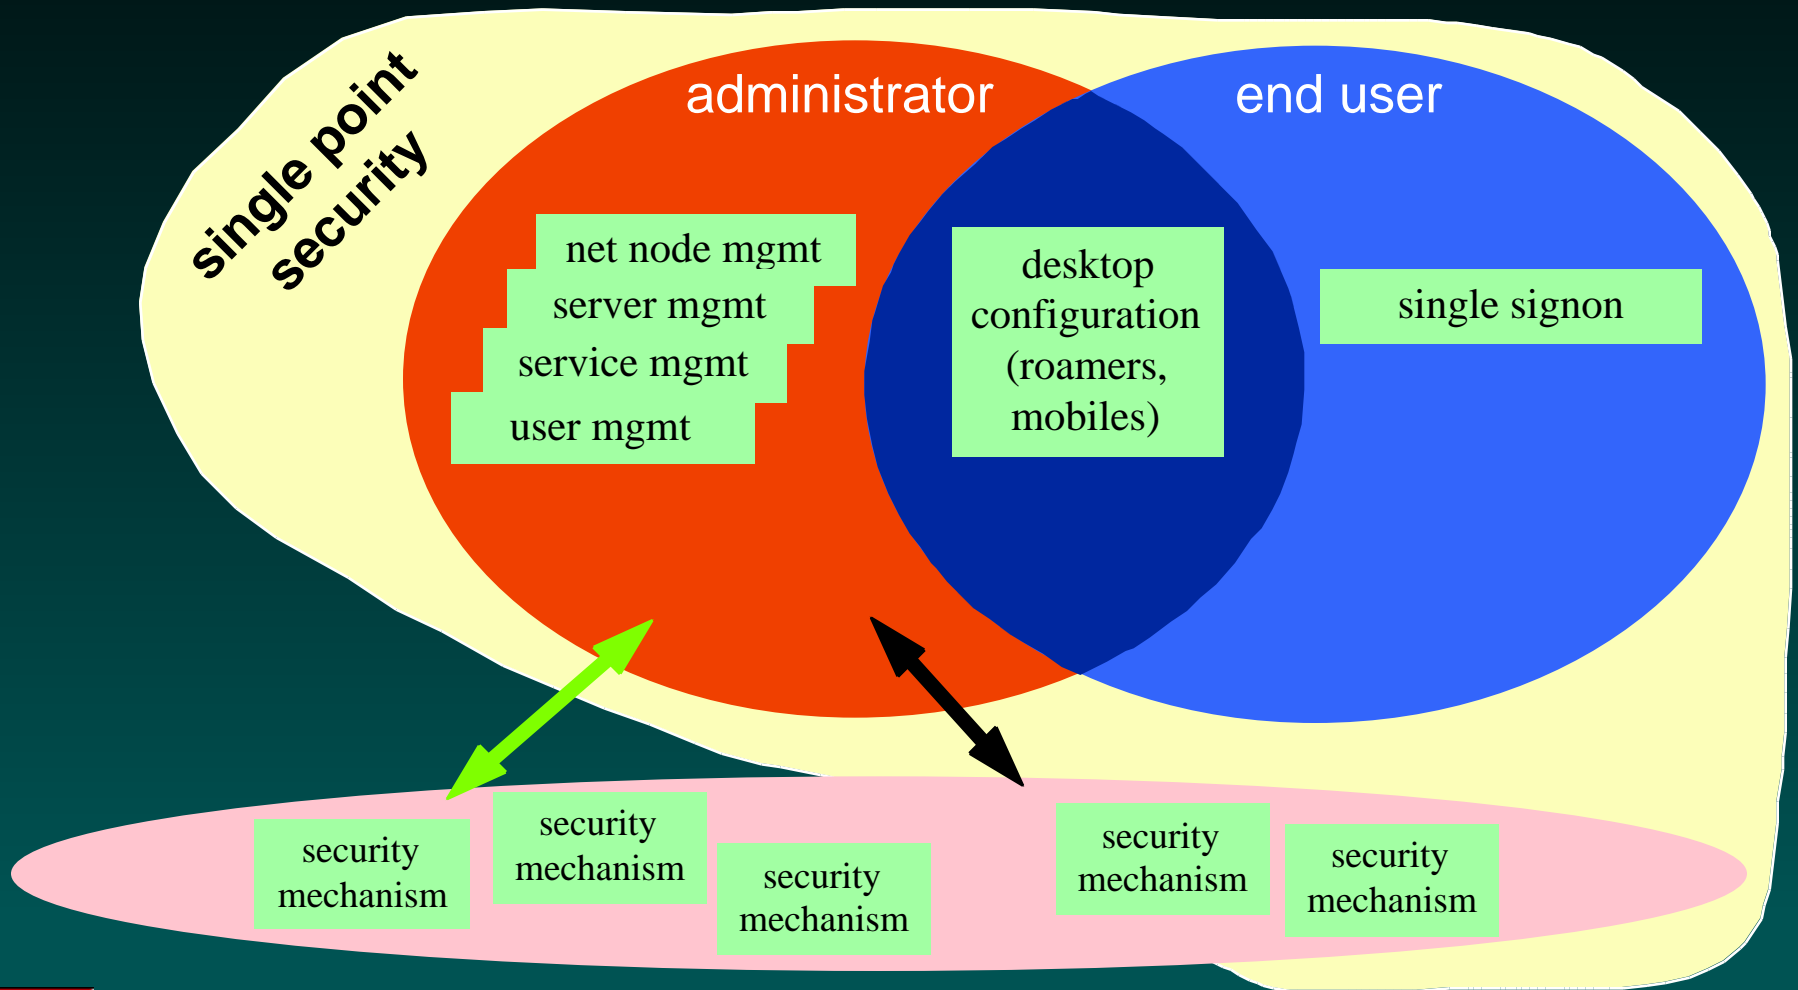 single point
security
administrator
end user
net node mgmt
server mgmt
service mgmt
user mgmt
desktop
configuration
(roamers,
mobiles)
single signon
security
mechanism
security
mechanism
security
mechanism
security
mechanism
security
mechanism